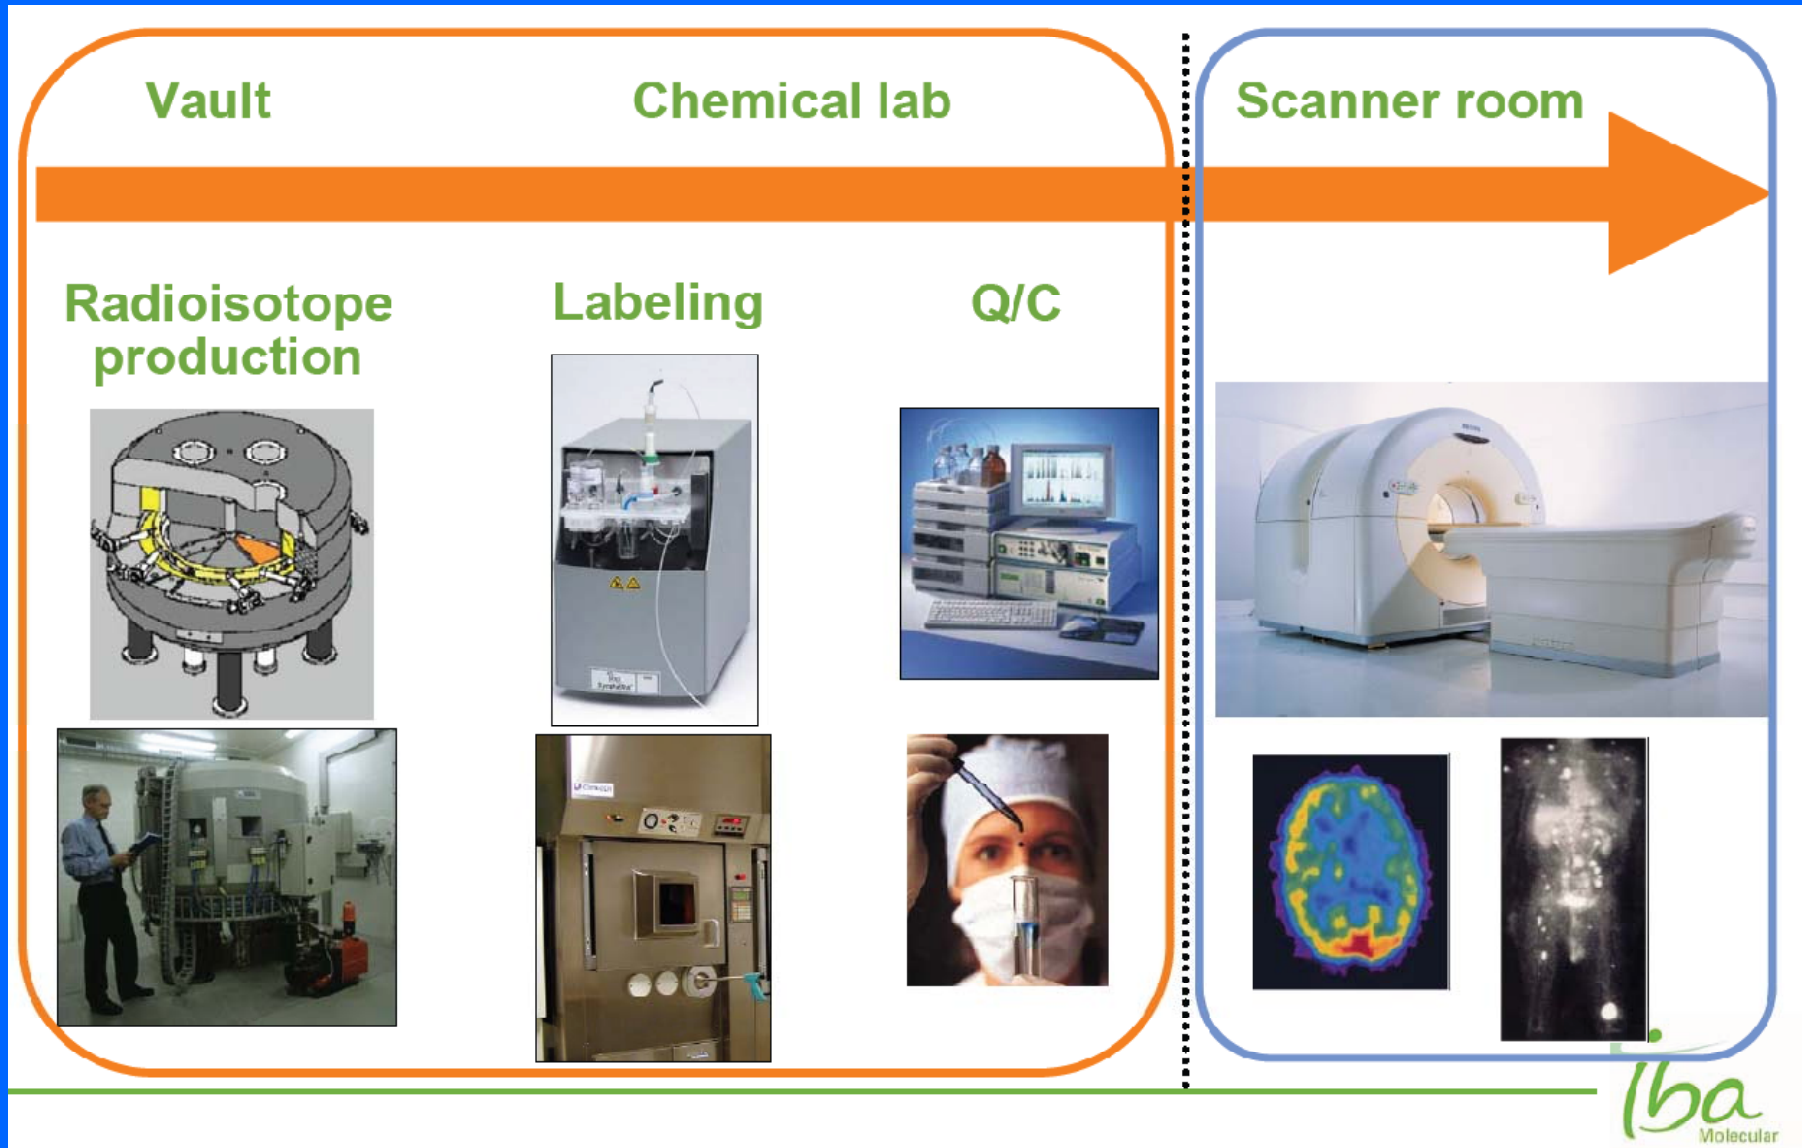 Vault
Chemical lab
Scanner room
Radioisotope
production
Labeling
Q/C
iba
Molecular